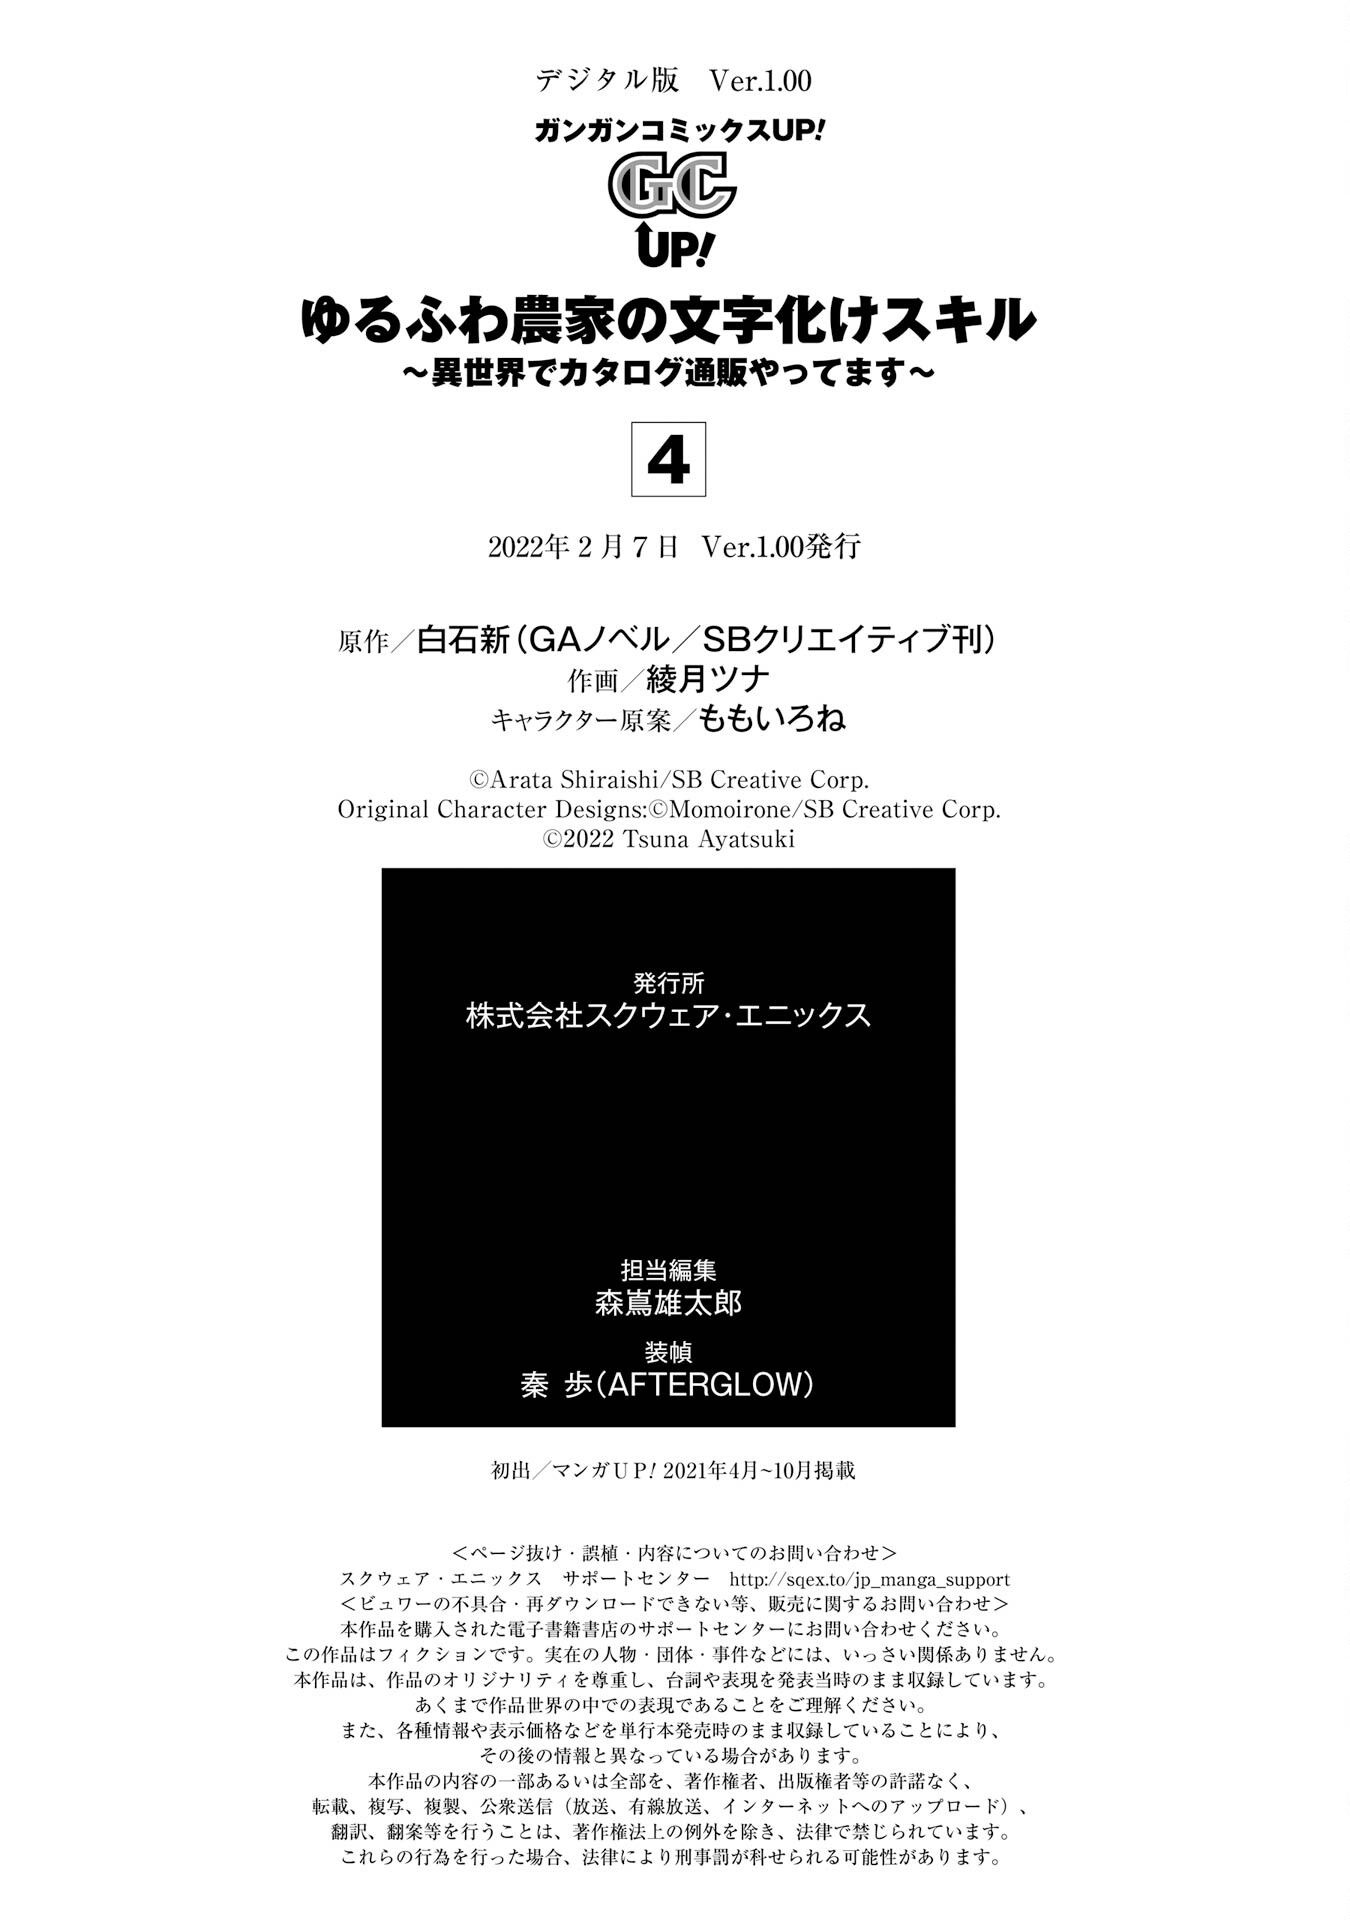 デジタル版　Ver.1.00
ガンガンコミックスUP!
GC
UP!
ゆるふわ農家の文字化けスキル
～異世界でカタログ通販やってます～
4
2022年２月７日 Ver.1.00発行
原作／白石新（GAノベル／SBクリエイティブ刊）
作画／綾月ツナ
キャラクター原案／ももいろね
©Arata Shiraishi/SB Creative Corp.
Original Character Designs:©Momoirone/SB Creative Corp.
©2022 Tsuna Ayatsuki
発行所
株式会社スクウェア・エニックス
担当編集
森嶌雄太郎
装幀
秦 歩（AFTERGLOW）
初出／マンガUP! 2021年4月~10月掲載
＜ページ抜け・誤植・内容についてのお問い合わせ＞
スクウェア・エニックス　サポートセンター　http://sqex.to/jp_manga_support
＜ビュワーの不具合・再ダウンロードできない等、販売に関するお問い合わせ＞
本作品を購入された電子書籍書店のサポートセンターにお問い合わせください。
この作品はフィクションです。実在の人物・団体・事件などには、いっさい関係ありません。
本作品は、作品のオリジナリティを尊重し、台詞や表現を発表当時のまま収録しています。
あくまで作品世界の中での表現であることをご理解ください。
また、各種情報や表示価格などを単行本発売時のまま収録していることにより、
その後の情報と異なっている場合があります。
本作品の内容の一部あるいは全部を、著作権者、出版権者等の許諾なく、
転載、複写、複製、公衆送信（放送、有線放送、インターネットへのアップロード）、
翻訳、翻案等を行うことは、著作権法上の例外を除き、法律で禁じられています。
これらの行為を行った場合、法律により刑事罰が科せられる可能性があります。